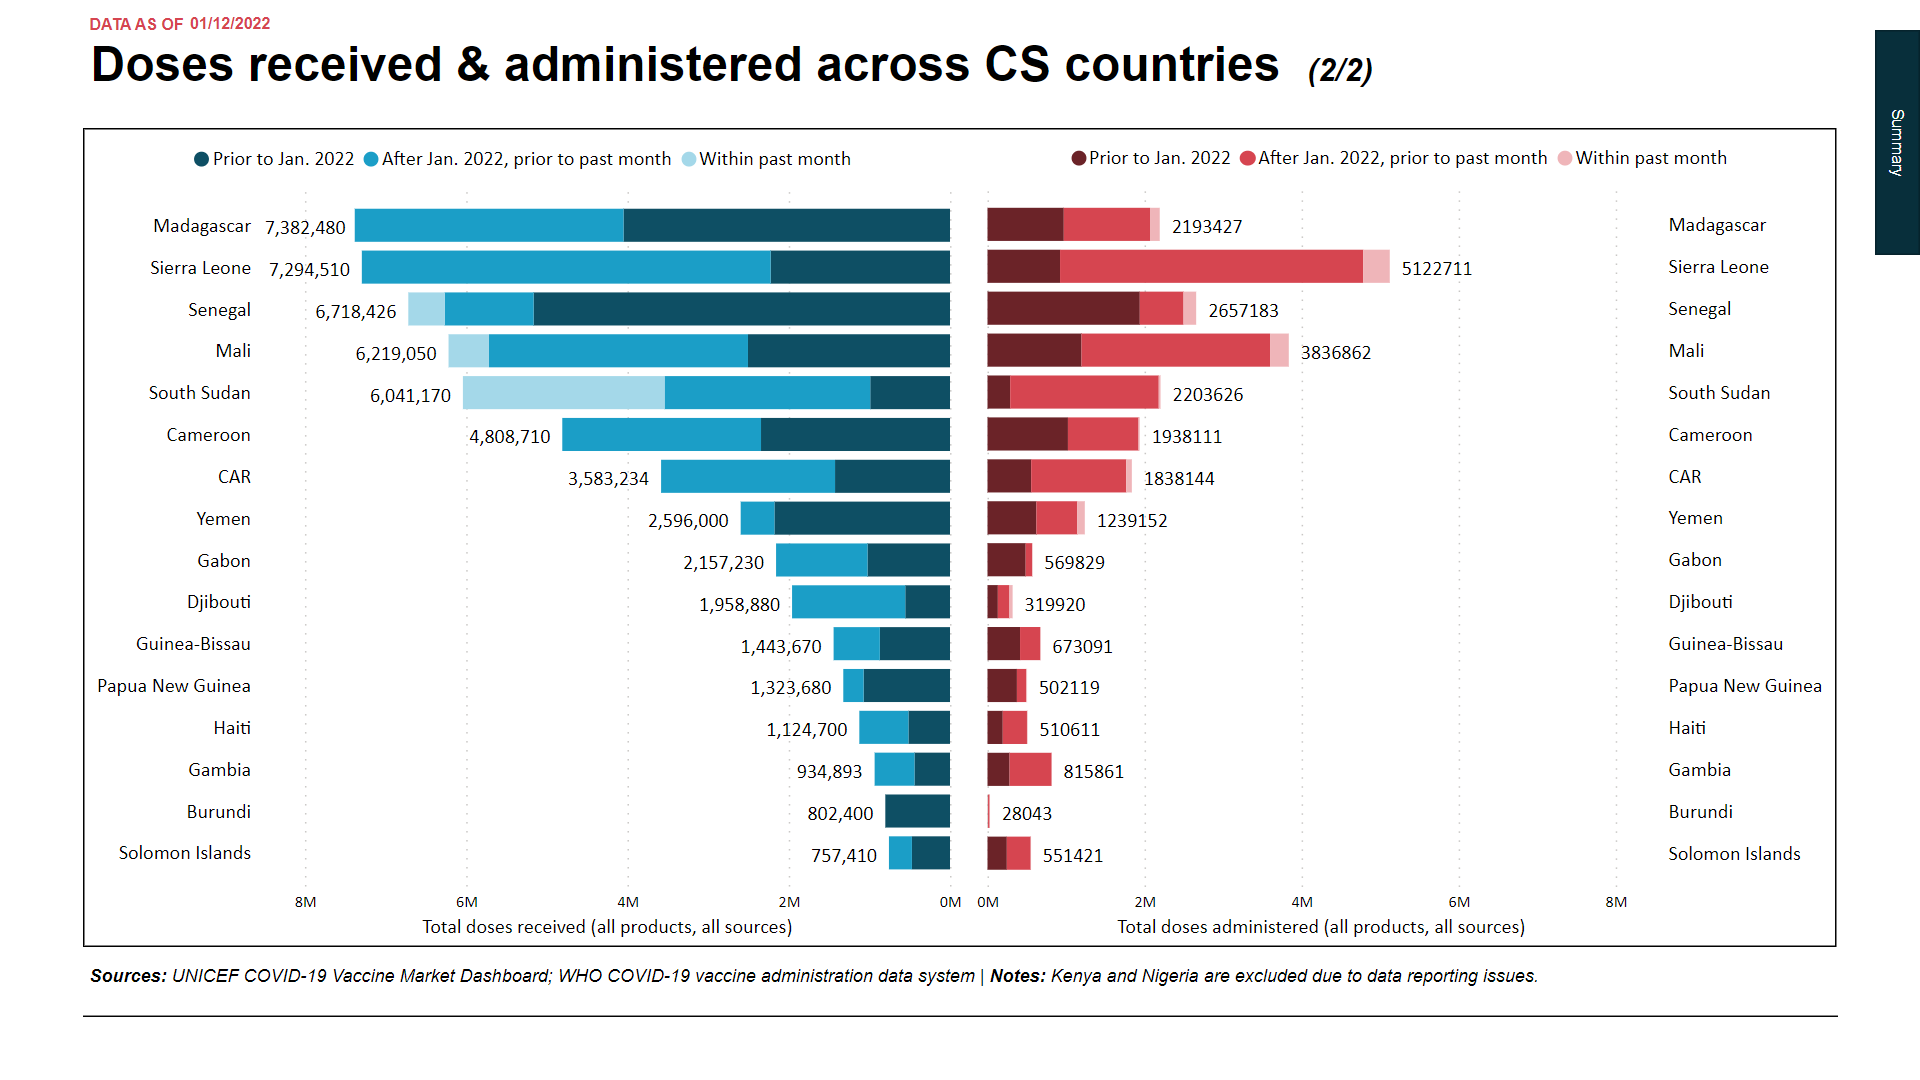 DATA AS OF 01/12/2022
Doses received & administered across CS countries (2/2)
Summary
Prior to Jan. 2022 After Jan. 2022, prior to past month Within past month
Prior to Jan. 2022 After Jan. 2022, prior to past month Within past month
Madagascar 7,382,480 2193427 Madagascar
Sierra Leone 7,294,510 5122711 Sierra Leone
Senegal 6,718,426 2657183 Senegal
Mali 6,219,050 3836862 Mali
South Sudan 6,041,170 2203626 South Sudan
Cameroon 4,808,710 1938111 Cameroon
CAR 3,583,234 1838144 CAR
Yemen 2,596,000 1239152 Yemen
Gabon 2,157,230 569829 Gabon
Djibouti 1,958,880 319920 Djibouti
Guinea-Bissau 1,443,670 673091 Guinea-Bissau
Papua New Guinea 1,323,680 502119 Papua New Guinea
Haiti 1,124,700 510611 Haiti
Gambia 934,893 815861 Gambia
Burundi 802,400 28043 Burundi
Solomon Islands 757,410 551421 Solomon Islands
8M 6M 4M 2M 0M 0M 2M 4M 6M 8M
Total doses received (all products, all sources)
Total doses administered (all products, all sources)
Sources: UNICEF COVID-19 Vaccine Market Dashboard; WHO COVID-19 vaccine administration data system | Notes: Kenya and Nigeria are excluded due to data reporting issues.